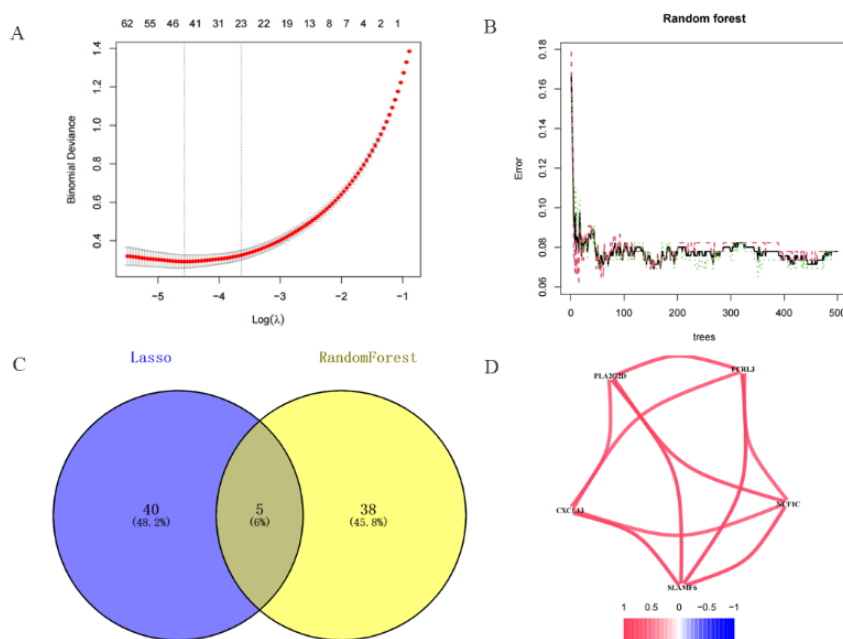 A
62 55 46 41 31 23 22 19 13 8 7 4 2 1
Binomial Deviance
1.4
1.2
1.0
0.8
0.6
0.4
−5 −4 −3 −2 −1
Log(λ)
B
Random forest
Error
0.18
0.16
0.14
0.12
0.10
0.08
0.06
0 100 200 300 400 500
trees
C
Lasso
RandomForest
40
(48.2%)
5
(6%)
38
(45.8%)
D
PLA2G2D
FCRL3
CXCL13
NCF1C
SLAMF6
1 0.5 0 −0.5 −1